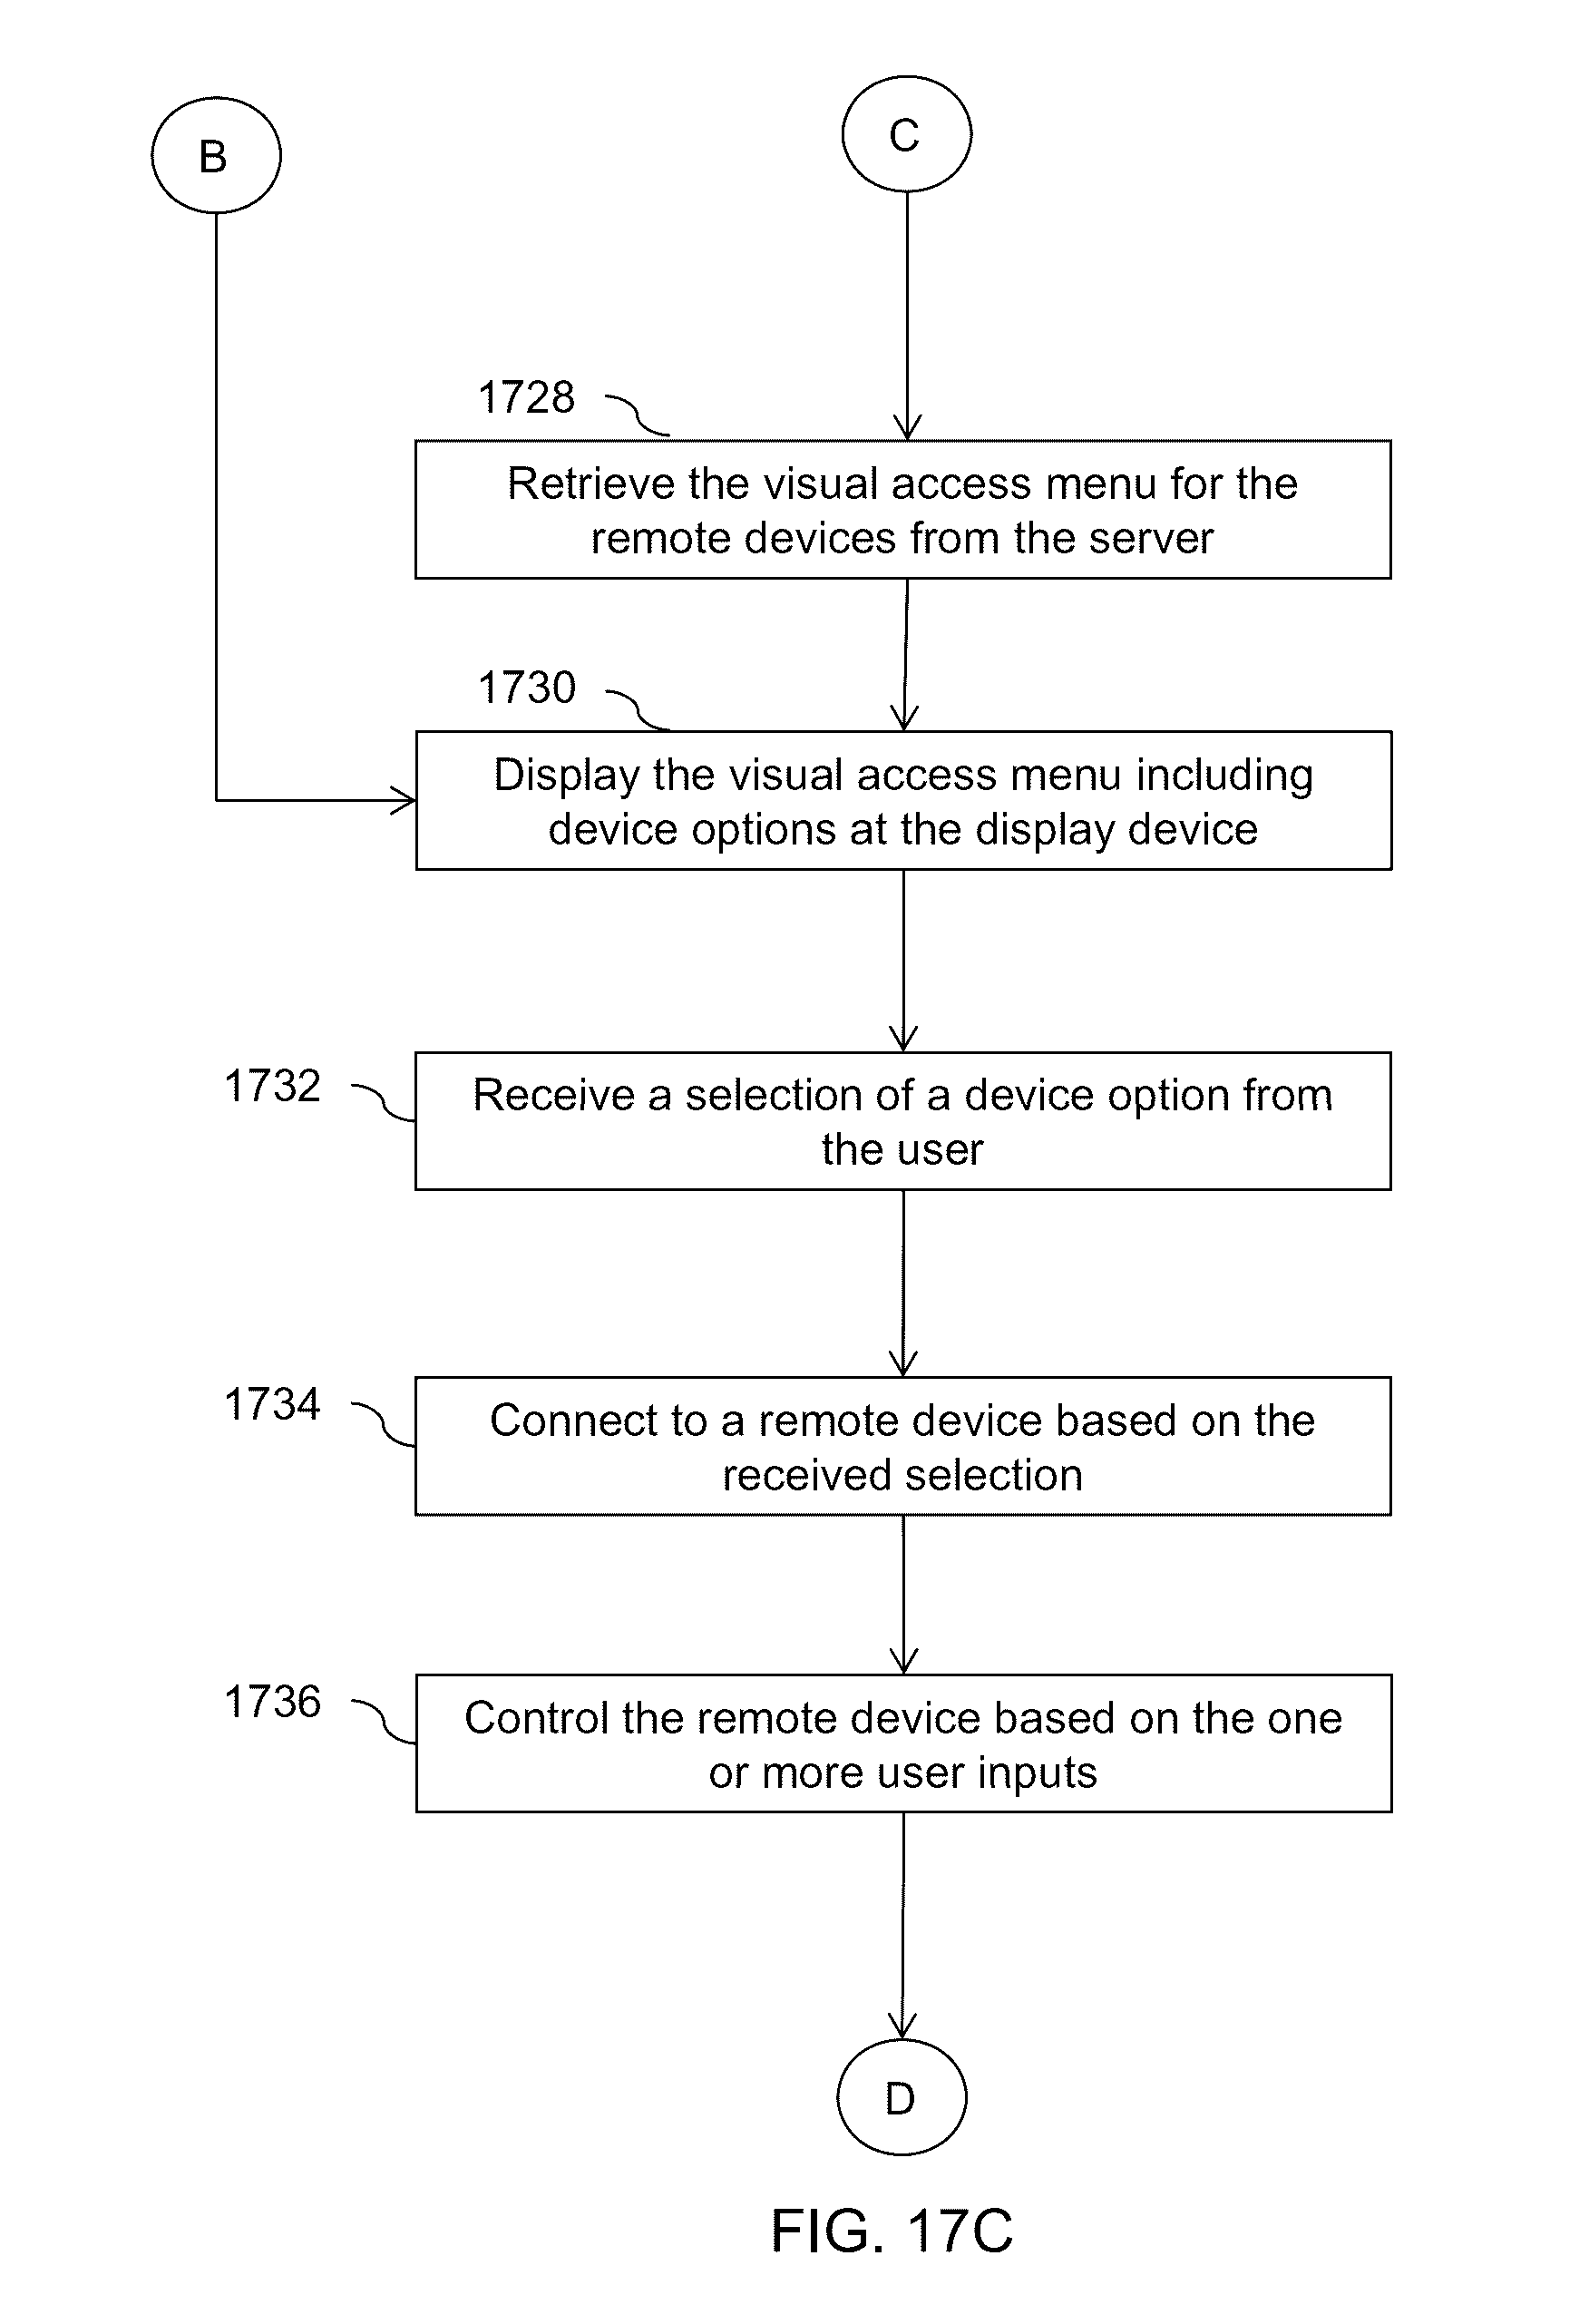 B
C
1728
Retrieve the visual access menu for the
remote devices from the server
1730
Display the visual access menu including
device options at the display device
1732
Receive a selection of a device option from
the user
1734
Connect to a remote device based on the
received selection
1736
Control the remote device based on the one
or more user inputs
D
FIG. 17C